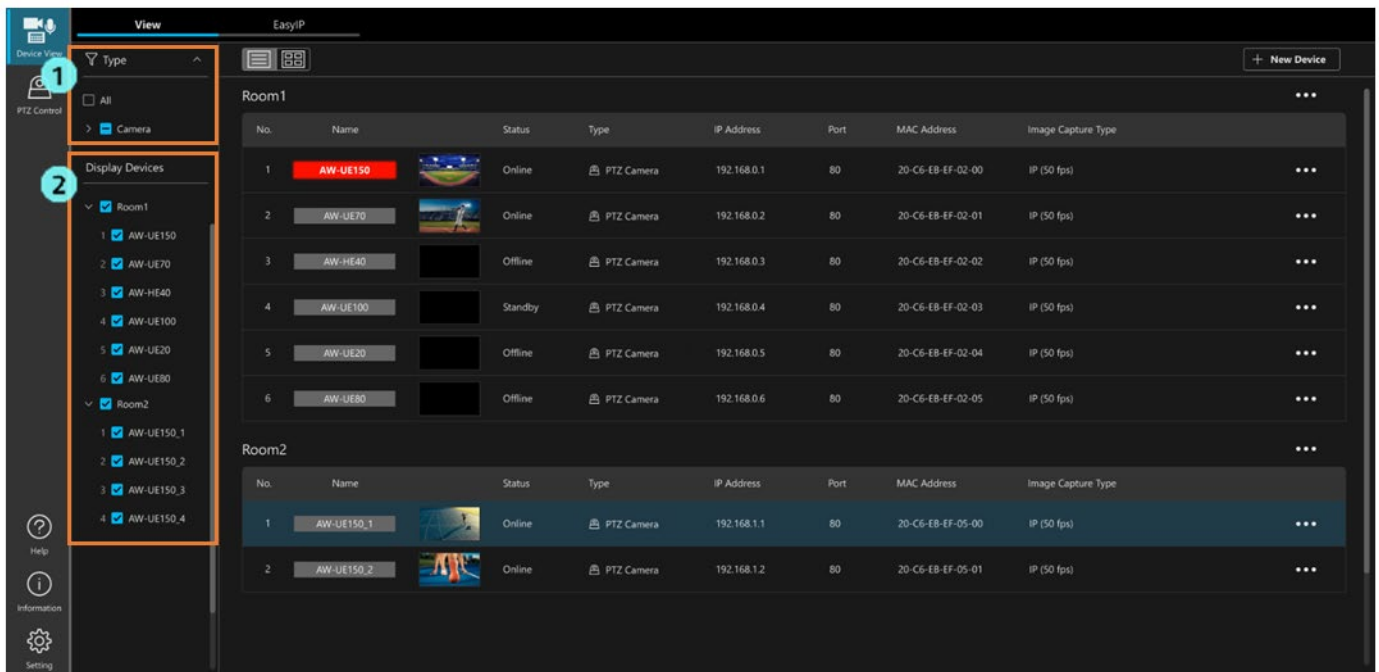 View EasyIP
Device View
PTZ Control
1
Type
All
Camera
2
Display Devices
Room1
1 AW-UE150
2 AW-UE70
3 AW-HE40
4 AW-UE100
5 AW-UE20
6 AW-UE80
Room2
1 AW-UE150_1
2 AW-UE150_2
3 AW-UE150_3
4 AW-UE150_4
Help
Information
Setting
+ New Device
Room1
No. Name Status Type IP Address Port MAC Address Image Capture Type
1 AW-UE150 Online PTZ Camera 192.168.0.1 80 20-C6-EB-EF-02-00 IP (50 fps)
2 AW-UE70 Online PTZ Camera 192.168.0.2 80 20-C6-EB-EF-02-01 IP (50 fps)
3 AW-HE40 Offline PTZ Camera 192.168.0.3 80 20-C6-EB-EF-02-02 IP (50 fps)
4 AW-UE100 Standby PTZ Camera 192.168.0.4 80 20-C6-EB-EF-02-03 IP (50 fps)
5 AW-UE20 Offline PTZ Camera 192.168.0.5 80 20-C6-EB-EF-02-04 IP (50 fps)
6 AW-UE80 Offline PTZ Camera 192.168.0.6 80 20-C6-EB-EF-02-05 IP (50 fps)
Room2
No. Name Status Type IP Address Port MAC Address Image Capture Type
1 AW-UE150_1 Online PTZ Camera 192.168.1.1 80 20-C6-EB-EF-05-00 IP (50 fps)
2 AW-UE150_2 Online PTZ Camera 192.168.1.2 80 20-C6-EB-EF-05-01 IP (50 fps)